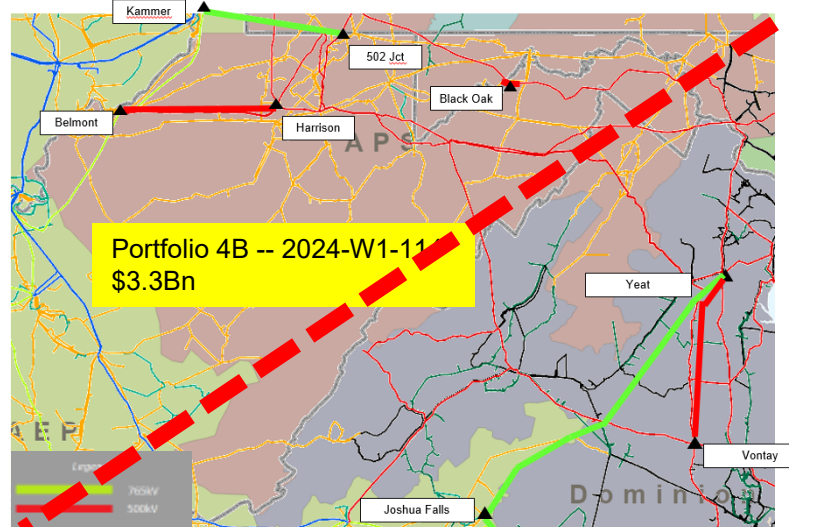 Kammer
502 Jct
Black Oak
Belmont
Harrison
APS
Portfolio 4B -- 2024-W1-11
$3.3Bn
Yeat
AEP
Vontay
765kV
500kV
Joshua Falls
Dominion